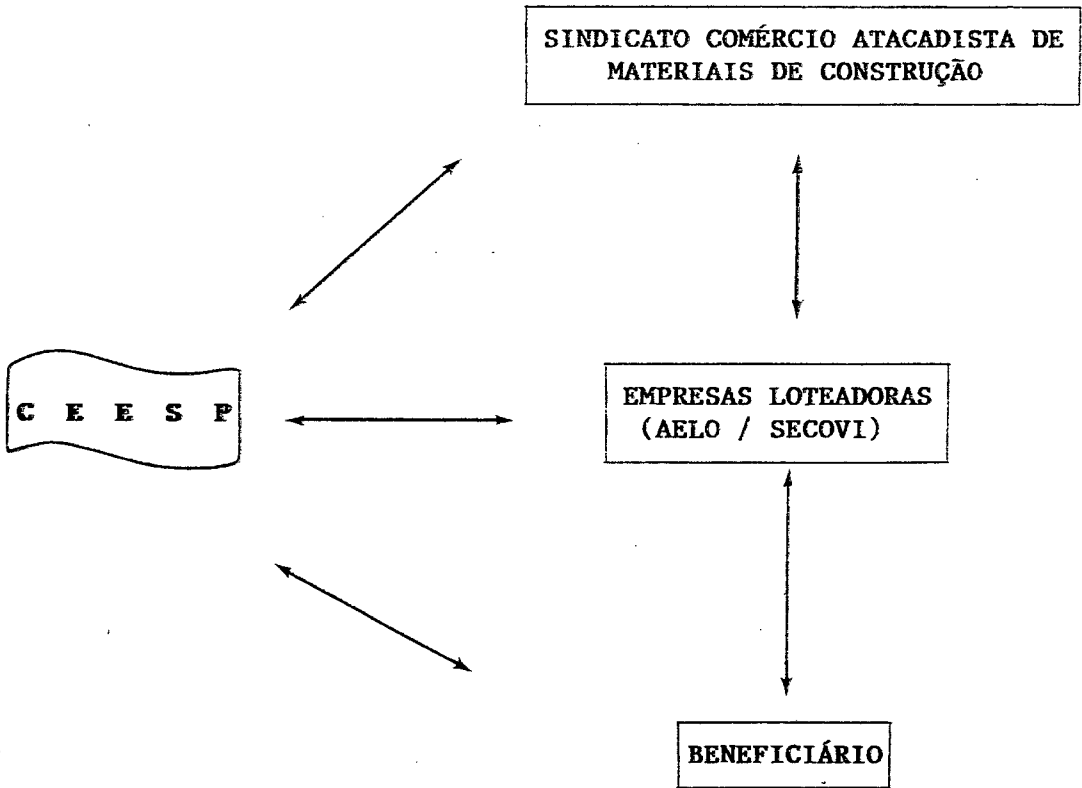 SINDICATO COMÉRCIO ATACADISTA DE
MATERIAIS DE CONSTRUÇÃO
C E E S P
EMPRESAS LOTEADORAS
(AELO / SECOVI)
BENEFICIÁRIO